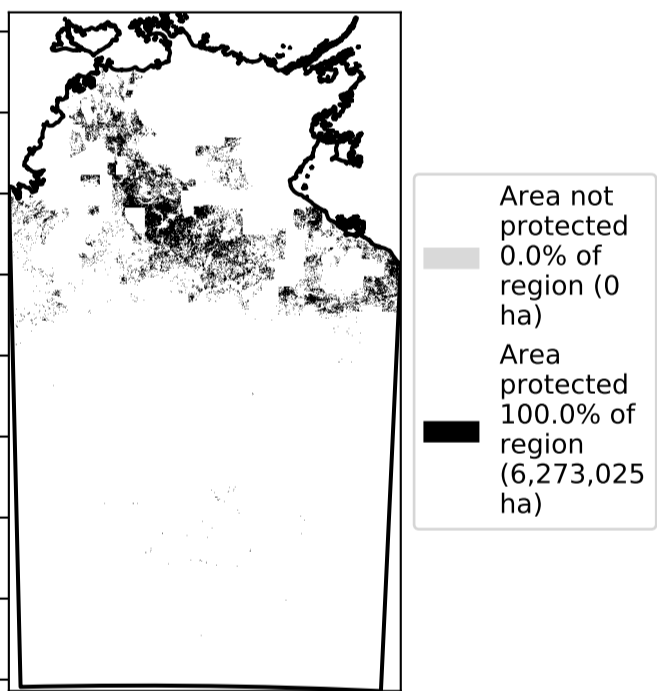 Area not
protected
0.0% of
region (0
ha)
Area
protected
100.0% of
region
(6,273,025
ha)